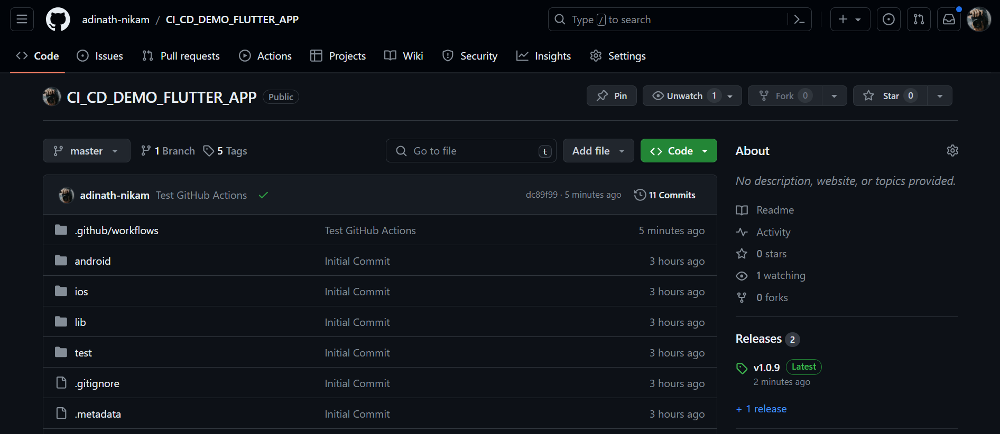 adinath-nikam / CI_CD_DEMO_FLUTTER_APP
Type / to search
Code Issues Pull requests Actions Projects Wiki Security Insights Settings
CI_CD_DEMO_FLUTTER_APP Public
Pin Unwatch 1 Fork 0 Star 0
master 1 Branch 5 Tags
Go to file t Add file Code
adinath-nikam Test GitHub Actions dc89f99 · 5 minutes ago 11 Commits
.github/workflows Test GitHub Actions 5 minutes ago
android Initial Commit 3 hours ago
ios Initial Commit 3 hours ago
lib Initial Commit 3 hours ago
test Initial Commit 3 hours ago
.gitignore Initial Commit 3 hours ago
.metadata Initial Commit 3 hours ago
About
No description, website, or topics provided.
Readme
Activity
0 stars
1 watching
0 forks
Releases 2
v1.0.9 Latest
2 minutes ago
+ 1 release